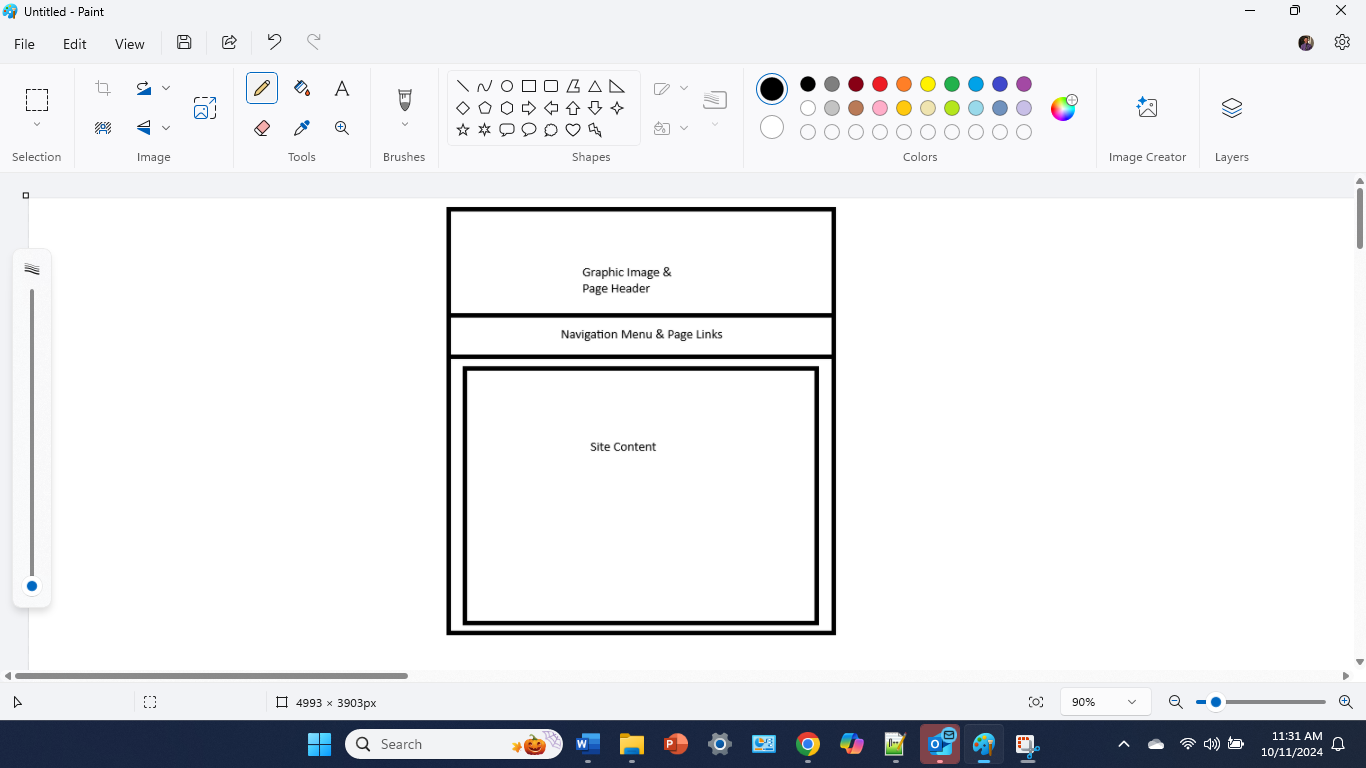 Untitled - Paint
File Edit View
Selection Image Tools Brushes Shapes Colors Image Creator Layers
Graphic Image &
Page Header
Navigation Menu & Page Links
Site Content
4993 × 3903px 90%
Search
11:31 AM
10/11/2024